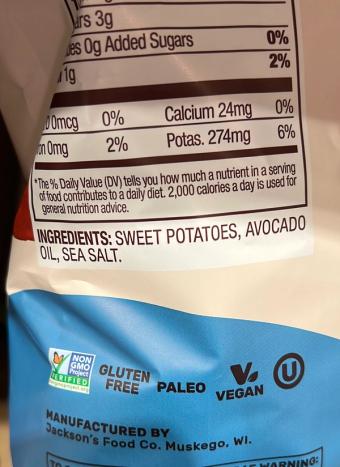 ars 3g
des 0g Added Sugars 0%
1g 2%
0mcg 0% Calcium 24mg 0%
on 0mg 2% Potas. 274mg 6%
*The % Daily Value (DV) tells you how much a nutrient in a serving
of food contributes to a daily diet. 2,000 calories a day is used for
general nutrition advice.
INGREDIENTS: SWEET POTATOES, AVOCADO
OIL, SEA SALT.
NON
GMO
Project
VERIFIED
nongmoproject.org
GLUTEN
FREE
PALEO
V
VEGAN
U
MANUFACTURED BY
Jackson's Food Co. Muskego, WI.
WARNING: